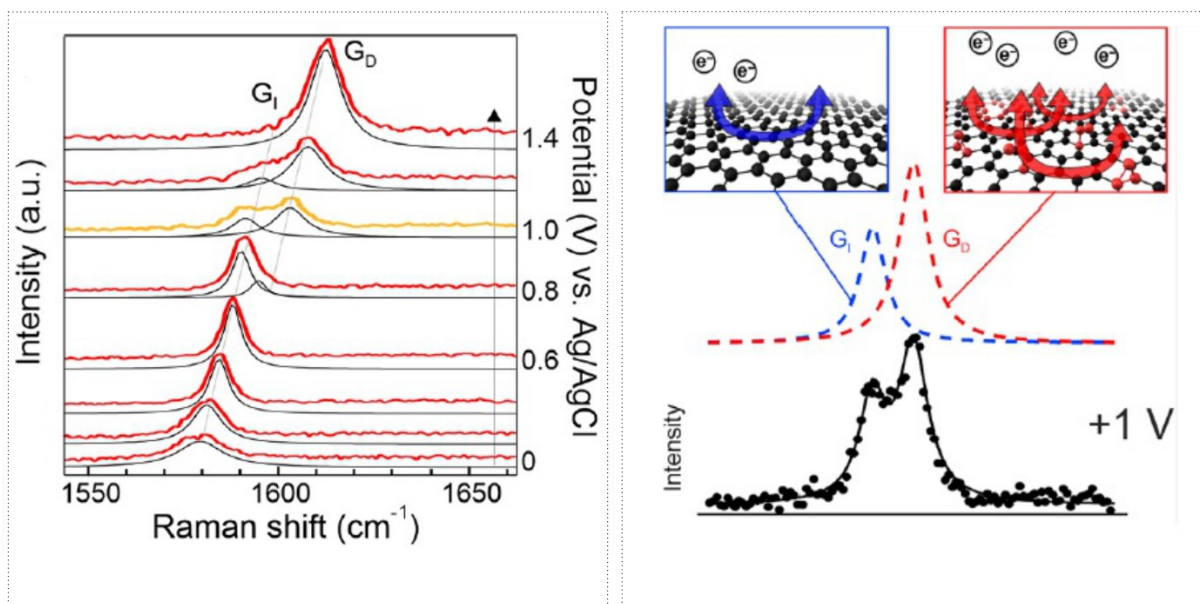 G_D
G_I
1.4
1.0
0.8
0.6
0
Potential (V) vs. Ag/AgCl
Intensity (a.u.)
1550
1600
1650
Raman shift (cm⁻¹)
e⁻
e⁻
e⁻
e⁻
e⁻
e⁻
G_I
G_D
+1 V
Intensity